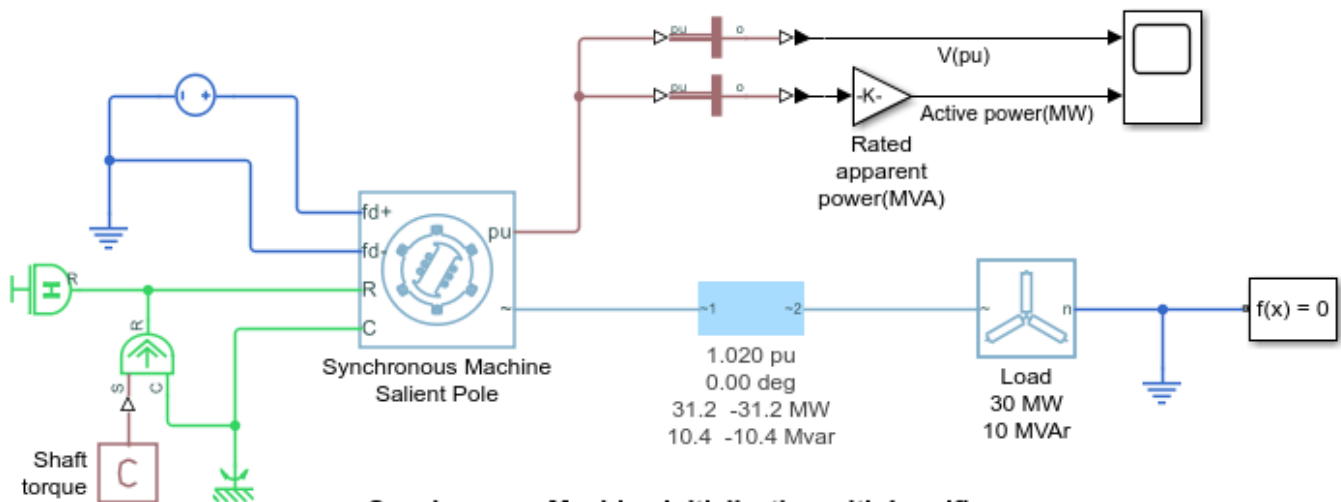 pu
o
V(pu)
pu
o
-K-
Active power(MW)
Rated
apparent
power(MVA)
fd+
fd-
pu
R
R
C
~
R
S
C
Synchronous Machine
Salient Pole
~1
~2
1.020 pu
0.00 deg
31.2 -31.2 MW
10.4 -10.4 Mvar
~
n
Load
30 MW
10 MVAr
f(x) = 0
Shaft
torque
C